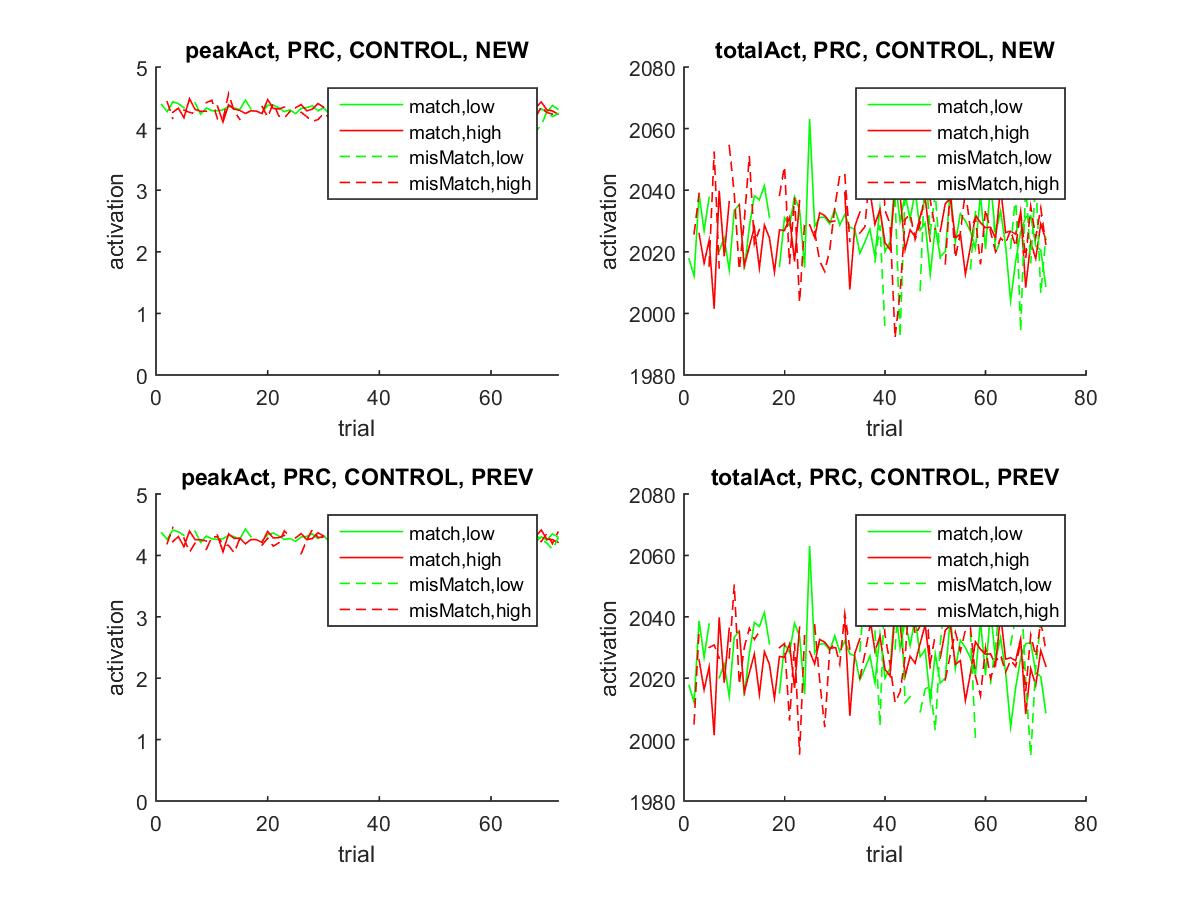 peakAct, PRC, CONTROL, NEW
5
4
3
2
1
0
activation
0 20 40 60
trial
match,low
match,high
misMatch,low
misMatch,high
totalAct, PRC, CONTROL, NEW
2080
2060
2040
2020
2000
1980
activation
0 20 40 60 80
trial
match,low
match,high
misMatch,low
misMatch,high
peakAct, PRC, CONTROL, PREV
5
4
3
2
1
0
activation
0 20 40 60
trial
match,low
match,high
misMatch,low
misMatch,high
totalAct, PRC, CONTROL, PREV
2080
2060
2040
2020
2000
1980
activation
0 20 40 60 80
trial
match,low
match,high
misMatch,low
misMatch,high